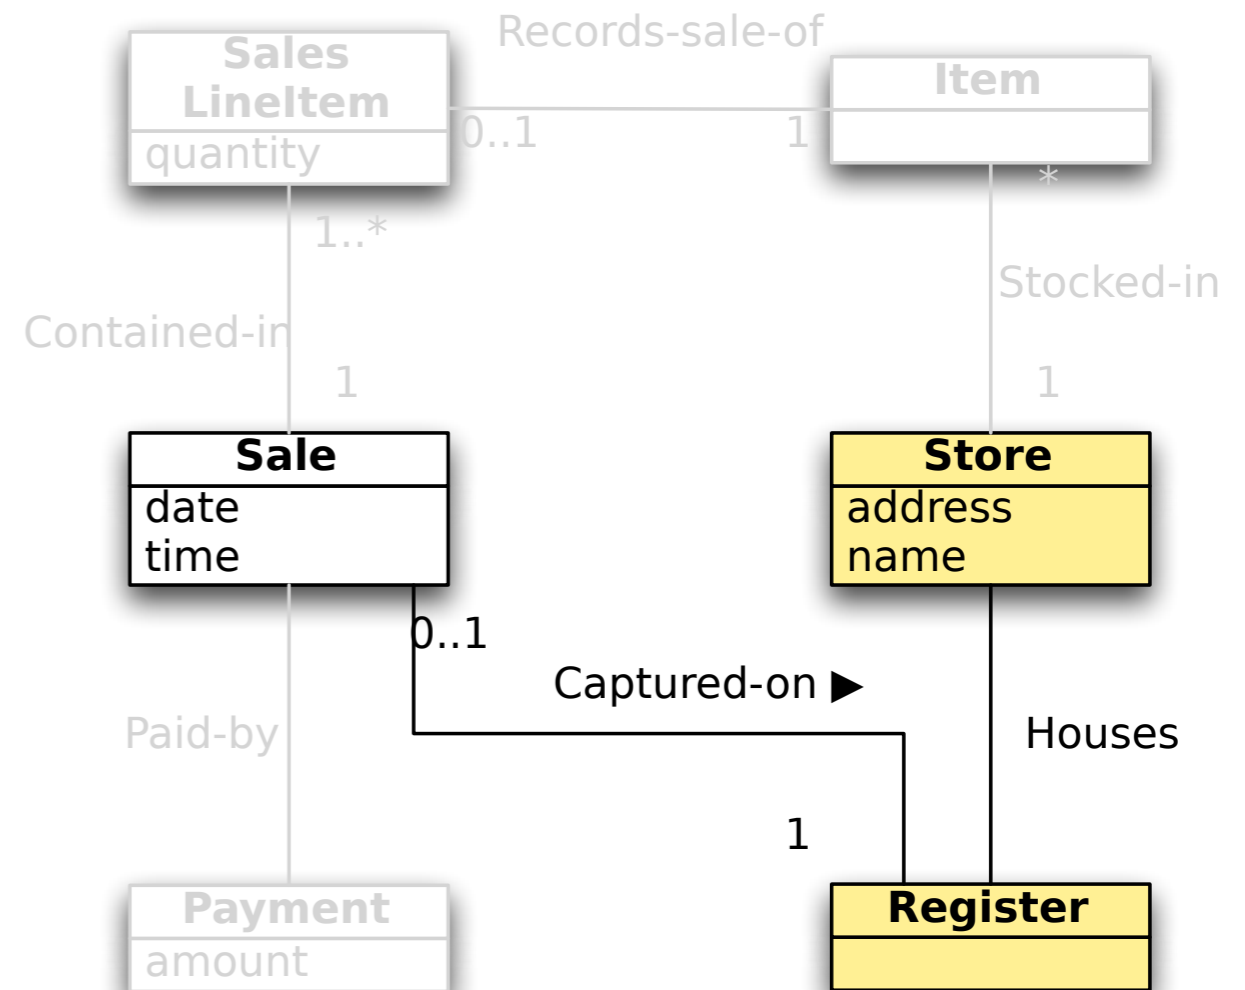 Records-sale-of
Sales
LineItem
quantity
Item
0..1
1
*
1..*
Stocked-in
Contained-in
1
1
Sale
date
time
Store
address
name
0..1
Captured-on ▶
Paid-by
Houses
1
Payment
amount
Register